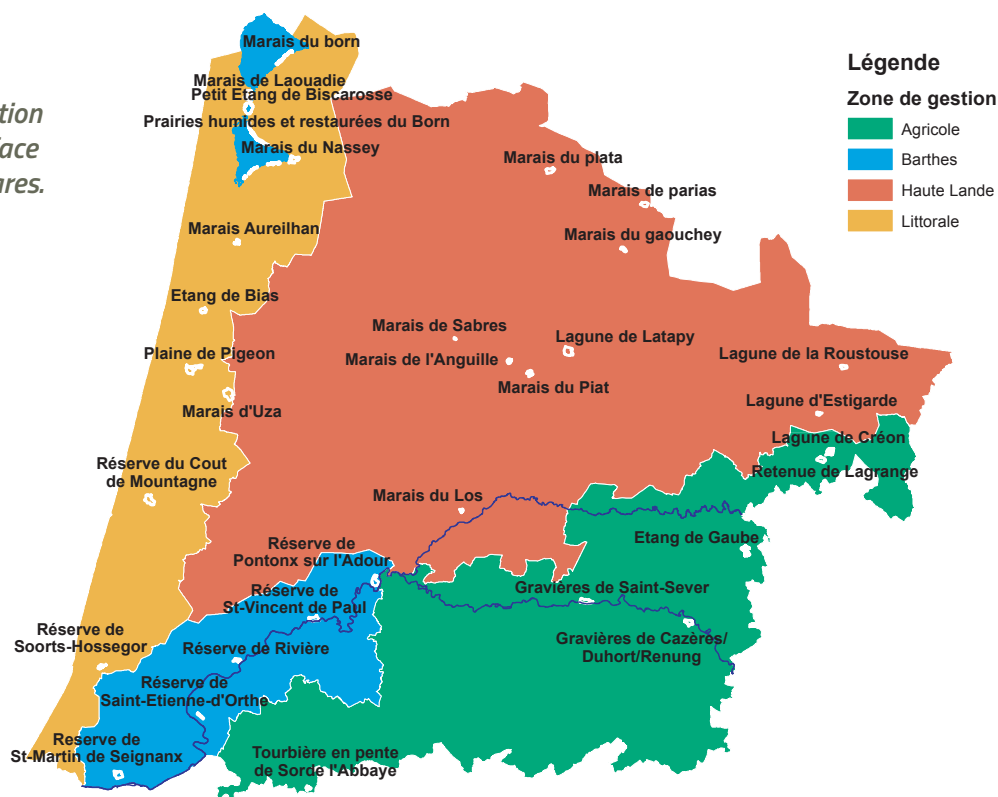 tion
face
res.
Légende
Zone de gestion
Agricole
Barthes
Haute Lande
Littorale
Marais du born
Marais de Laouadie
Petit Etang de Biscarosse
Prairies humides et restaurées du Born
Marais du Nassey
Marais du plata
Marais de parias
Marais du gaouchey
Marais Aureilhan
Etang de Bias
Plaine de Pigeon
Marais d'Uza
Marais de Sabres
Marais de l'Anguille
Lagune de Latapy
Marais du Piat
Lagune de la Roustouse
Lagune d'Estigarde
Lagune de Créon
Retenue de Lagrange
Réserve du Cout
de Mountagne
Marais du Los
Etang de Gaube
Réserve de
Pontonx sur l'Adour
Réserve de
St-Vincent de Paul
Gravières de Saint-Sever
Gravières de Cazères/
Duhort/Renung
Réserve de
Soorts-Hossegor
Réserve de Rivière
Réserve de
Saint-Etienne-d'Orthe
Reserve de
St-Martin de Seignanx
Tourbière en pente
de Sorde l'Abbaye